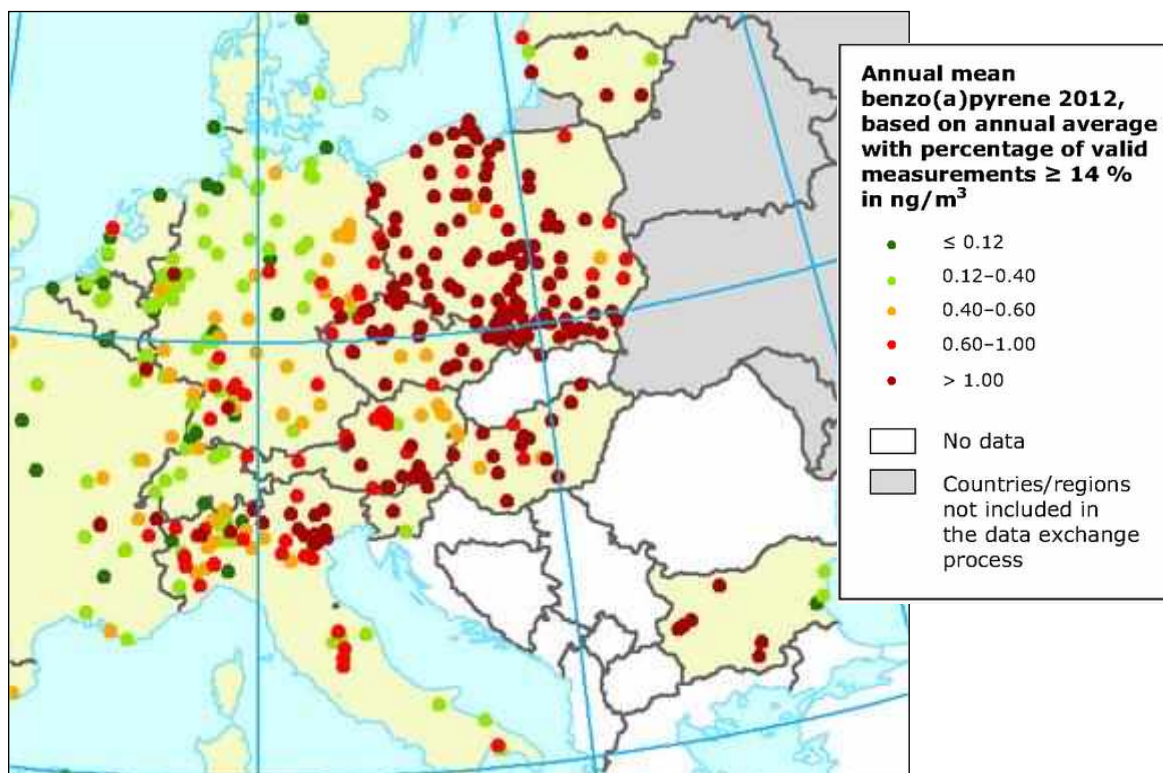 Annual mean
benzo(a)pyrene 2012,
based on annual average
with percentage of valid
measurements ≥ 14 %
in ng/m³
≤ 0.12
0.12–0.40
0.40–0.60
0.60–1.00
> 1.00
No data
Countries/regions
not included in
the data exchange
process